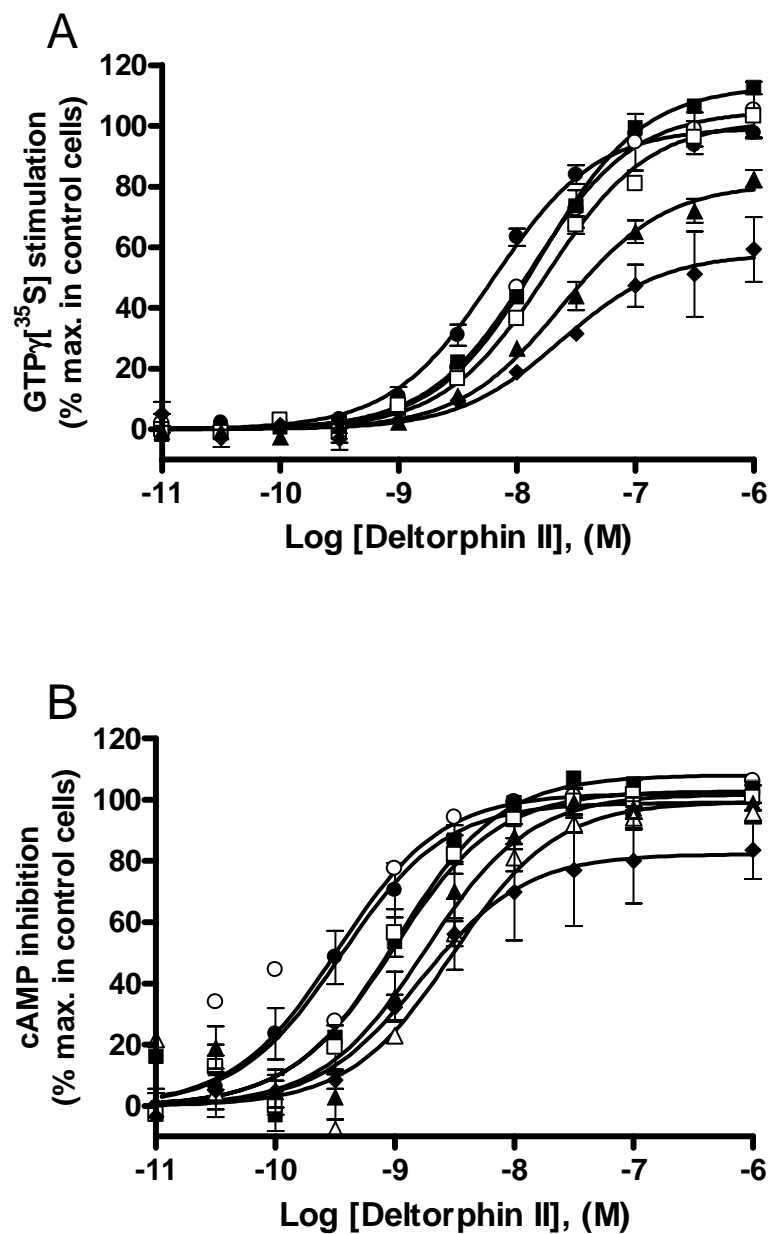 A
GTPγ[³⁵S] stimulation
(% max. in control cells)
120
100
80
60
40
20
0
-11 -10 -9 -8 -7 -6
Log [Deltorphin II], (M)
B
cAMP inhibition
(% max. in control cells)
120
100
80
60
40
20
0
-11 -10 -9 -8 -7 -6
Log [Deltorphin II], (M)